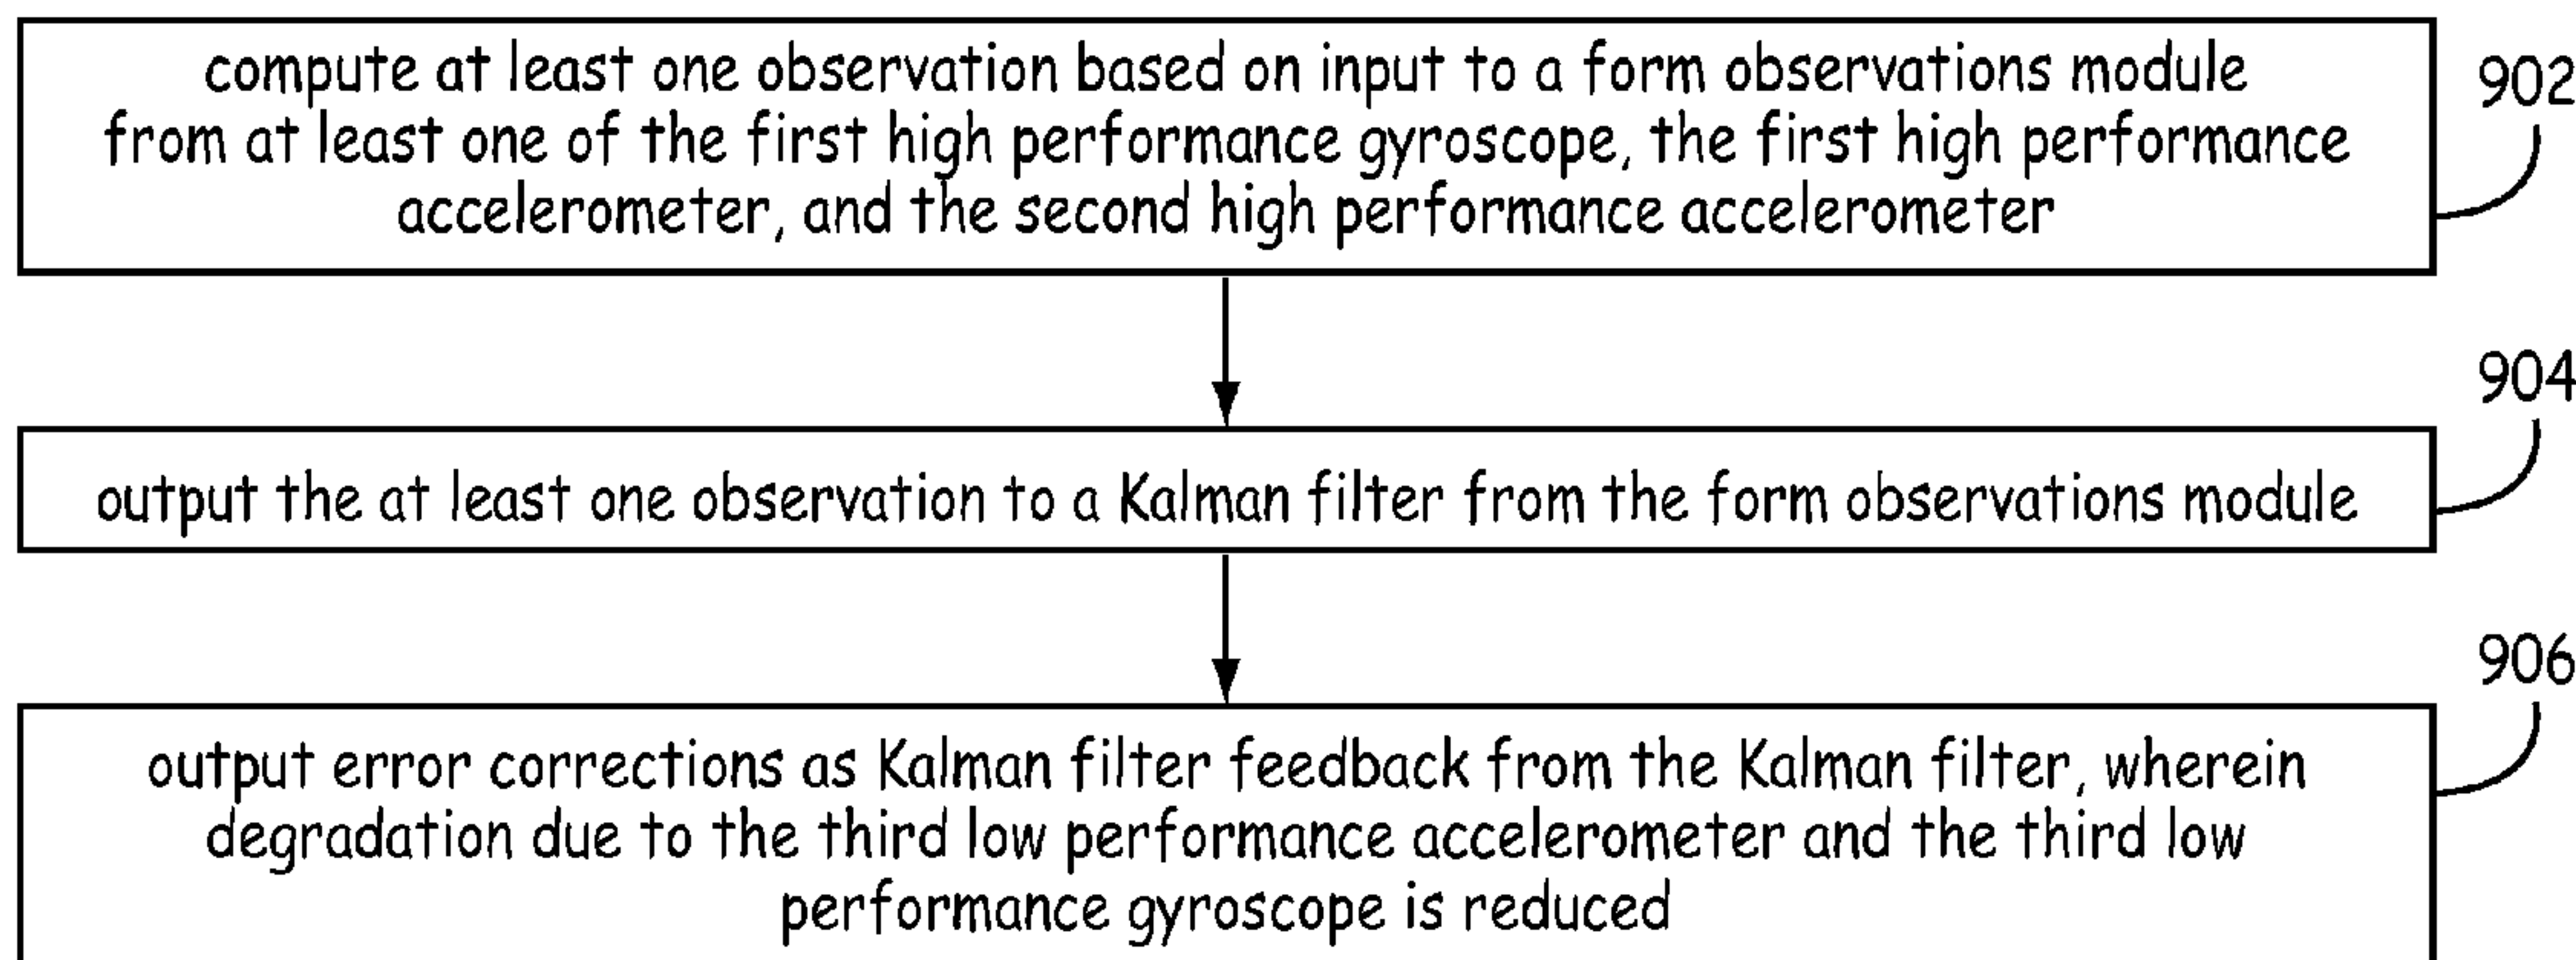 compute at least one observation based on input to a form observations module
from at least one of the first high performance gyroscope, the first high performance
accelerometer, and the second high performance accelerometer
902
output the at least one observation to a Kalman filter from the form observations module
904
output error corrections as Kalman filter feedback from the Kalman filter, wherein
degradation due to the third low performance accelerometer and the third low
performance gyroscope is reduced
906